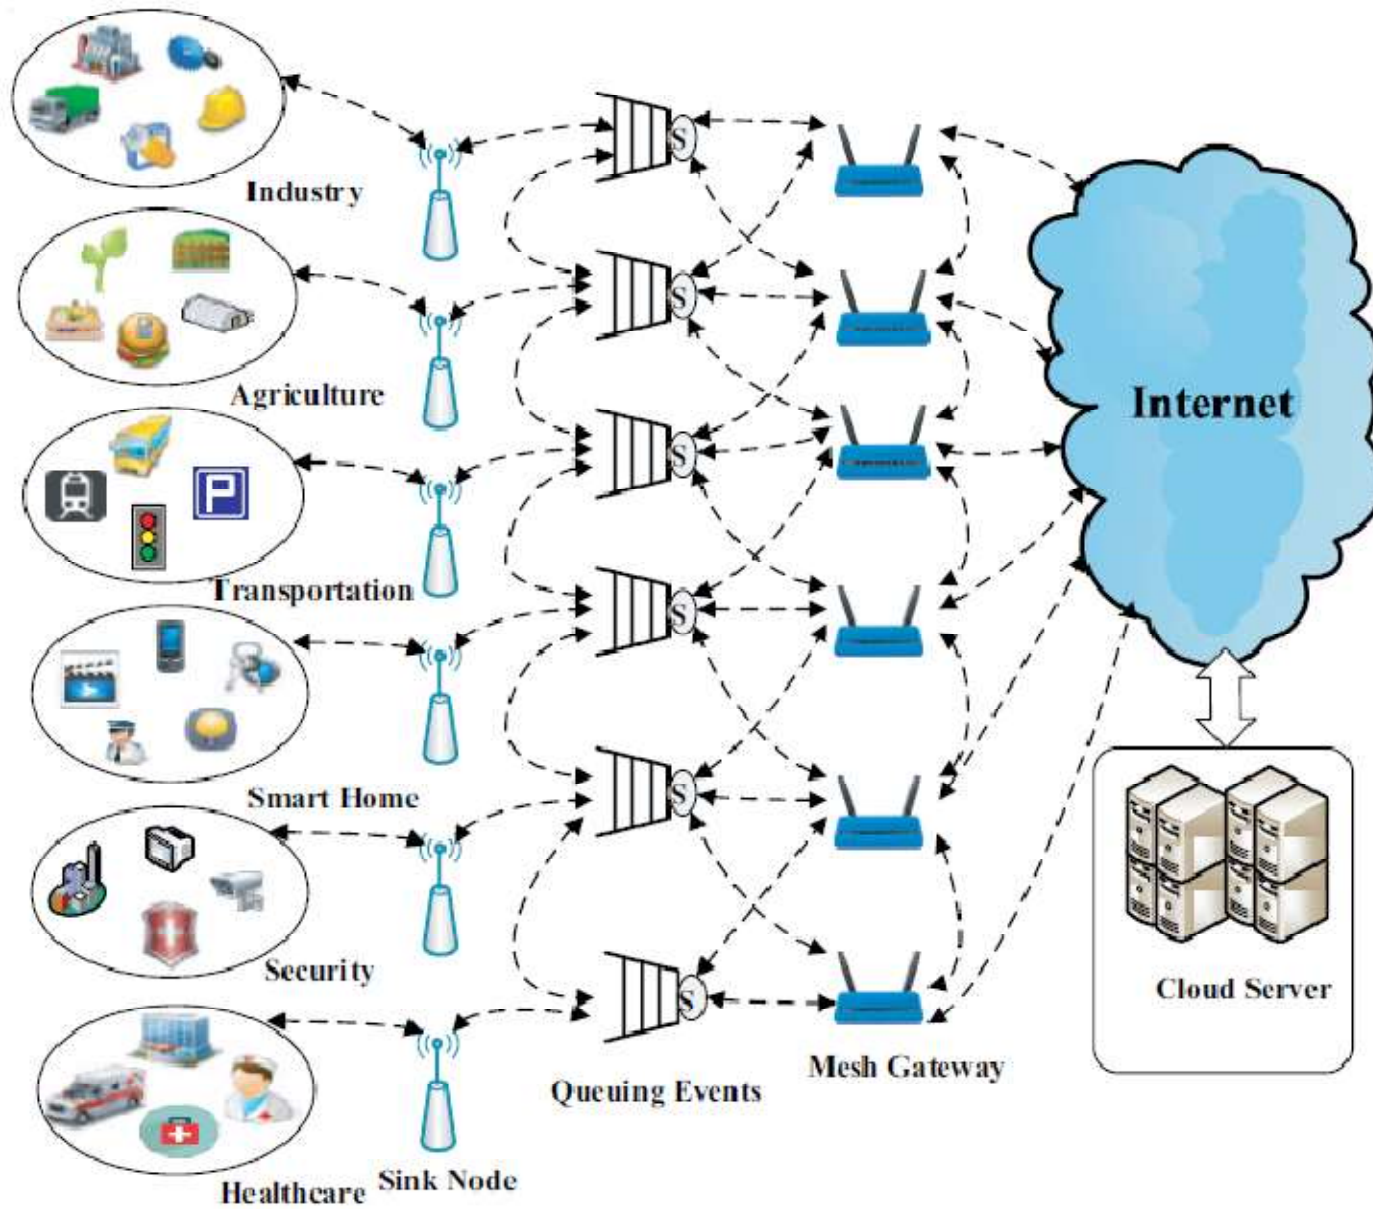 Industry
S
Agriculture
S
Internet
Transportation
P
S
Smart Home
S
Security
S
Cloud Server
Healthcare
Sink Node
S
Queuing Events
Mesh Gateway